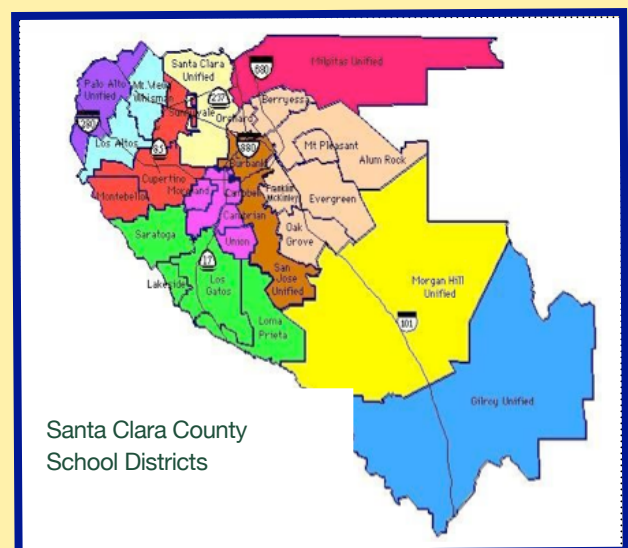 Santa Clara
Unified
Milpitas Unified
680
Palo Alto
Unified
Mt. View
Whisman
237
Berryessa
Sunnyvale
Orchard
280
Mt Pleasant
Los Altos
85
880
Alum Rock
Burbank
Cupertino
Moreland
Campbell
Franklin
McKinley
Montebello
Evergreen
Cambrian
Saratoga
Union
Oak
Grove
17
San
Jose
Unified
Lakeside
Los
Gatos
Morgan Hill
Unified
Loma
Prieta
101
Gilroy Unified
Santa Clara County
School Districts